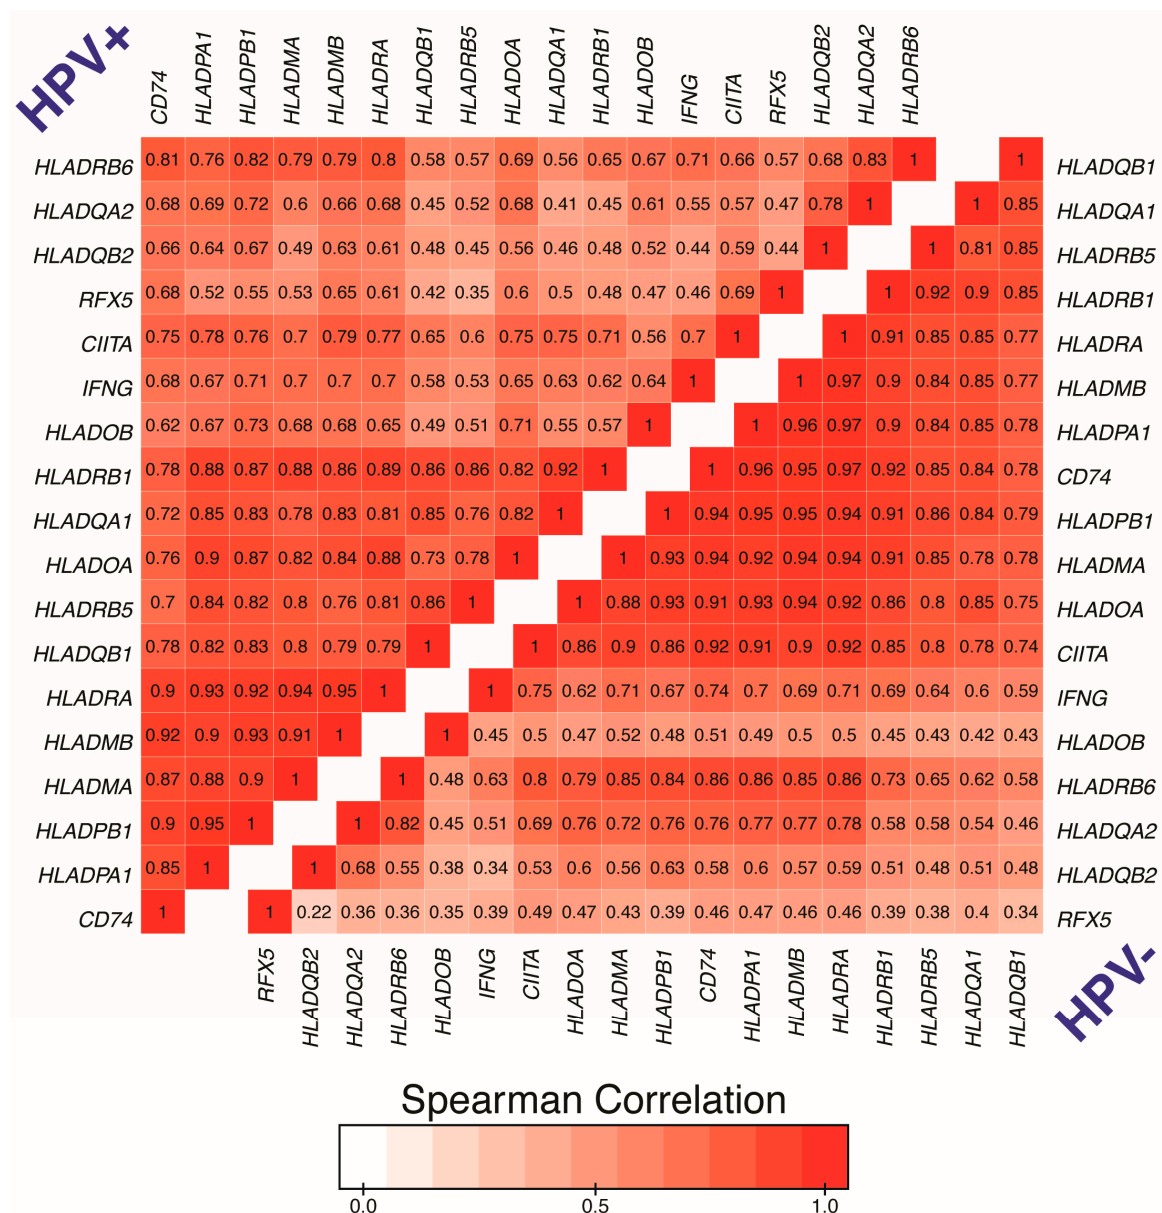 HPV+
CD74 HLADPA1 HLADPB1 HLADMA HLADMB HLADRA HLADQB1 HLADRB5 HLADOA HLADQA1 HLADRB1 HLADOB IFNG CIITA RFX5 HLADQB2 HLADQA2 HLADRB6
HLADRB6 0.81 0.76 0.82 0.79 0.79 0.8 0.58 0.57 0.69 0.56 0.65 0.67 0.71 0.66 0.57 0.68 0.83 1 1 HLADQB1
HLADQA2 0.68 0.69 0.72 0.6 0.66 0.68 0.45 0.52 0.68 0.41 0.45 0.61 0.55 0.57 0.47 0.78 1 1 0.85 HLADQA1
HLADQB2 0.66 0.64 0.67 0.49 0.63 0.61 0.48 0.45 0.56 0.46 0.48 0.52 0.44 0.59 0.44 1 1 0.81 0.85 HLADRB5
RFX5 0.68 0.52 0.55 0.53 0.65 0.61 0.42 0.35 0.6 0.5 0.48 0.47 0.46 0.69 1 1 0.92 0.9 0.85 HLADRB1
CIITA 0.75 0.78 0.76 0.7 0.79 0.77 0.65 0.6 0.75 0.75 0.71 0.56 0.7 1 1 0.91 0.85 0.85 0.77 HLADRA
IFNG 0.68 0.67 0.71 0.7 0.7 0.7 0.58 0.53 0.65 0.63 0.62 0.64 1 1 0.97 0.9 0.84 0.85 0.77 HLADMB
HLADOB 0.62 0.67 0.73 0.68 0.68 0.65 0.49 0.51 0.71 0.55 0.57 1 1 0.96 0.97 0.9 0.84 0.85 0.78 HLADPA1
HLADRB1 0.78 0.88 0.87 0.88 0.86 0.89 0.86 0.86 0.82 0.92 1 1 0.96 0.95 0.97 0.92 0.85 0.84 0.78 CD74
HLADQA1 0.72 0.85 0.83 0.78 0.83 0.81 0.85 0.76 0.82 1 1 0.94 0.95 0.95 0.94 0.91 0.86 0.84 0.79 HLADPB1
HLADOA 0.76 0.9 0.87 0.82 0.84 0.88 0.73 0.78 1 1 0.93 0.94 0.92 0.94 0.94 0.91 0.85 0.78 0.78 HLADMA
HLADRB5 0.7 0.84 0.82 0.8 0.76 0.81 0.86 1 1 0.88 0.93 0.91 0.93 0.94 0.92 0.86 0.8 0.85 0.75 HLADOA
HLADQB1 0.78 0.82 0.83 0.8 0.79 0.79 1 1 0.86 0.9 0.86 0.92 0.91 0.9 0.92 0.85 0.8 0.78 0.74 CIITA
HLADRA 0.9 0.93 0.92 0.94 0.95 1 1 0.75 0.62 0.71 0.67 0.74 0.7 0.69 0.71 0.69 0.64 0.6 0.59 IFNG
HLADMB 0.92 0.9 0.93 0.91 1 1 0.45 0.5 0.47 0.52 0.48 0.51 0.49 0.5 0.5 0.45 0.43 0.42 0.43 HLADOB
HLADMA 0.87 0.88 0.9 1 1 0.48 0.63 0.8 0.79 0.85 0.84 0.86 0.86 0.85 0.86 0.73 0.65 0.62 0.58 HLADRB6
HLADPB1 0.9 0.95 1 1 0.82 0.45 0.51 0.69 0.76 0.72 0.76 0.76 0.77 0.77 0.78 0.58 0.58 0.54 0.46 HLADQA2
HLADPA1 0.85 1 1 0.68 0.55 0.38 0.34 0.53 0.6 0.56 0.63 0.58 0.6 0.57 0.59 0.51 0.48 0.51 0.48 HLADQB2
CD74 1 1 0.22 0.36 0.36 0.35 0.39 0.49 0.47 0.43 0.39 0.46 0.47 0.46 0.46 0.39 0.38 0.4 0.34 RFX5
RFX5 HLADQB2 HLADQA2 HLADRB6 HLADOB IFNG CIITA HLADOA HLADMA HLADPB1 CD74 HLADPA1 HLADMB HLADRA HLADRB1 HLADRB5 HLADQA1 HLADQB1
HPV-
Spearman Correlation
0.0 0.5 1.0